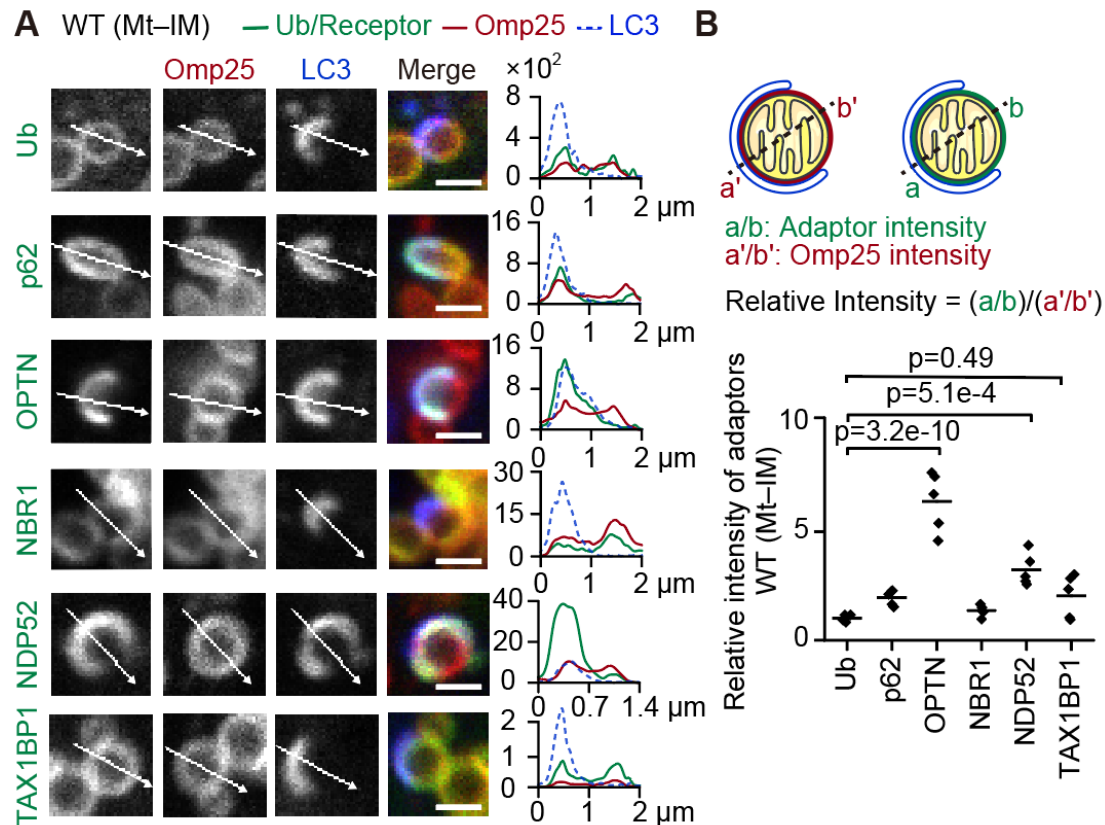 A WT (Mt–IM) Ub/Receptor Omp25 LC3
Omp25 LC3 Merge ×10²
Ub
8
4
0
0 1 2 μm
p62
16
8
0
0 1 2 μm
OPTN
16
8
0
0 1 2 μm
NBR1
30
15
0
0 1 2 μm
NDP52
40
20
0
0 0.7 1.4 μm
TAX1BP1
2
1
0
0 1 2 μm
B
b' b
a' a
a/b: Adaptor intensity
a'/b': Omp25 intensity
Relative Intensity = (a/b)/(a'/b')
p=0.49
p=5.1e-4
p=3.2e-10
Relative intensity of adaptors
WT (Mt–IM)
10
5
0
Ub p62 OPTN NBR1 NDP52 TAX1BP1